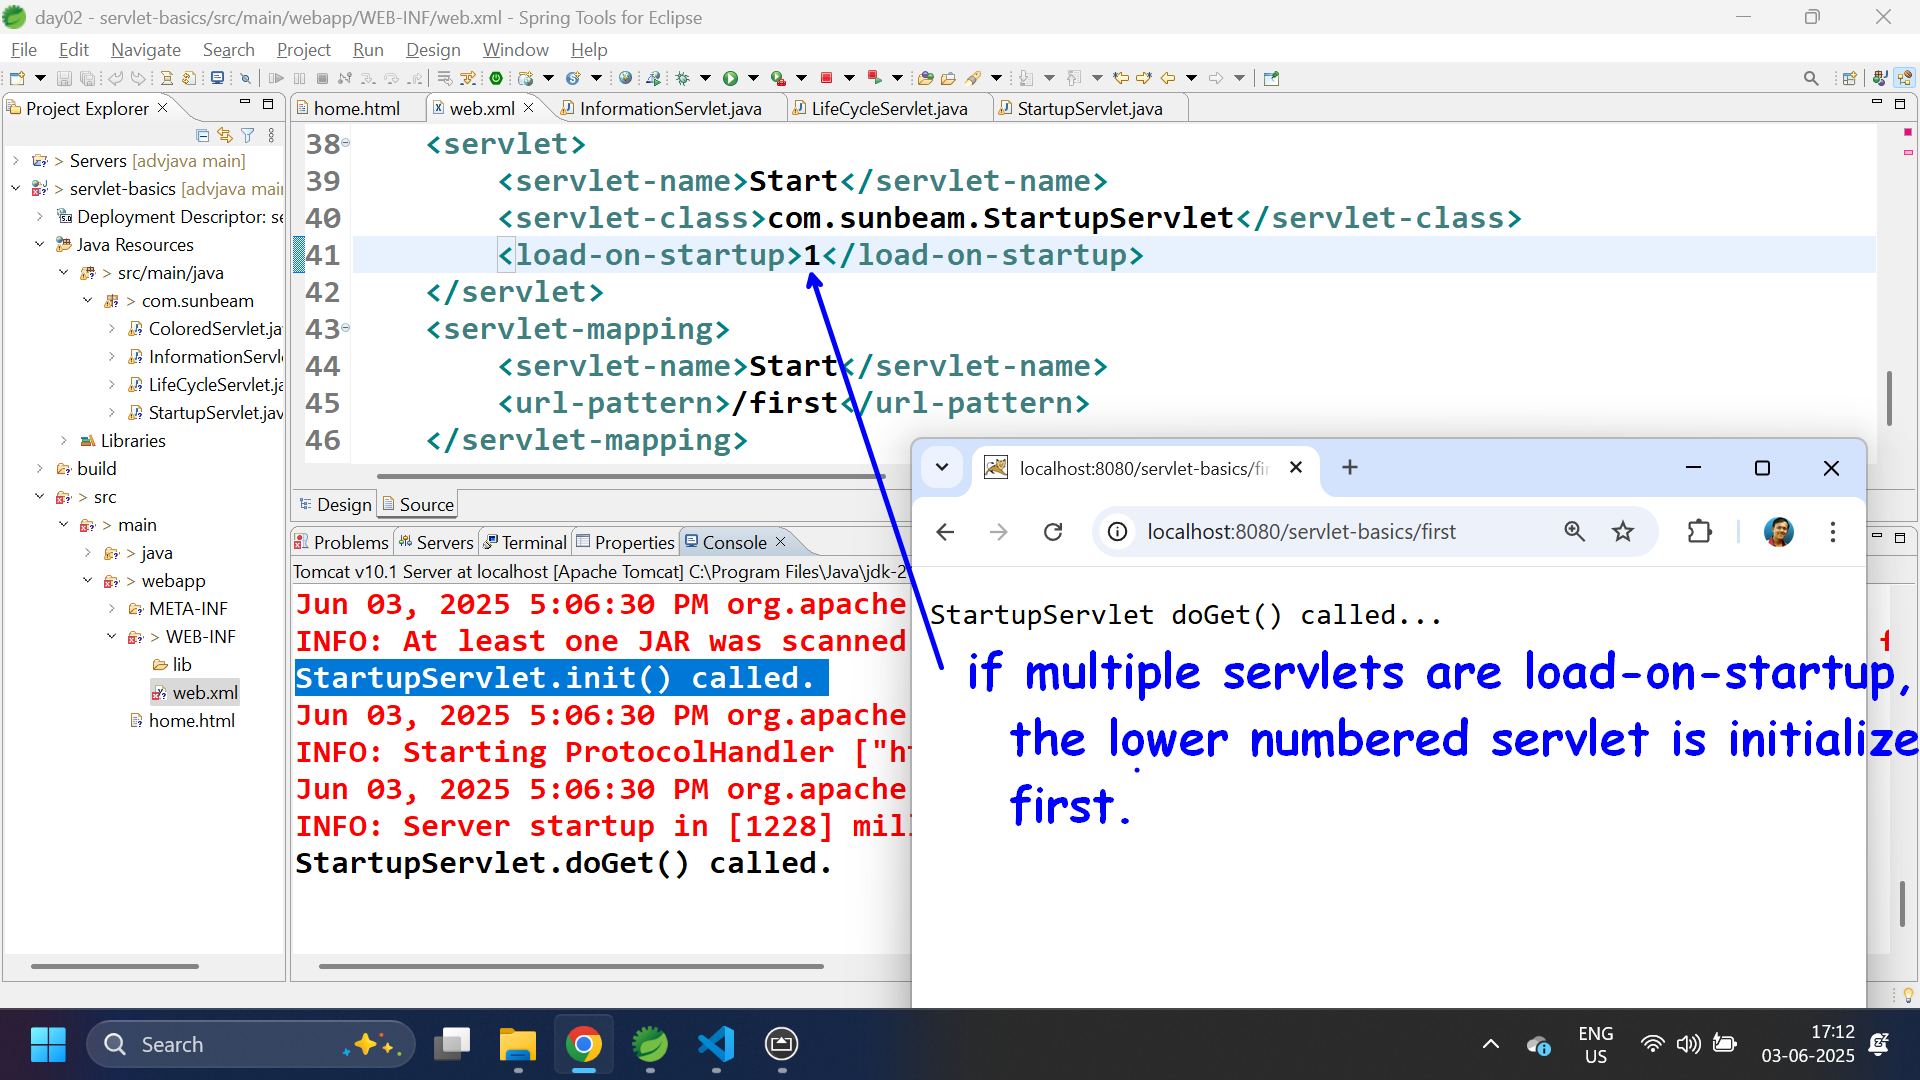 day02 - servlet-basics/src/main/webapp/WEB-INF/web.xml - Spring Tools for Eclipse
File Edit Navigate Search Project Run Design Window Help
Project Explorer
home.html web.xml InformationServlet.java LifeCycleServlet.java StartupServlet.java
> Servers [advjava main]
> servlet-basics [advjava mai
Deployment Descriptor: se
Java Resources
> src/main/java
> com.sunbeam
ColoredServlet.ja
InformationServl
LifeCycleServlet.ja
StartupServlet.jav
Libraries
build
> src
> main
> java
> webapp
META-INF
> WEB-INF
lib
web.xml
home.html
38 <servlet>
39 <servlet-name>Start</servlet-name>
40 <servlet-class>com.sunbeam.StartupServlet</servlet-class>
41 <load-on-startup>1</load-on-startup>
42 </servlet>
43 <servlet-mapping>
44 <servlet-name>Start</servlet-name>
45 <url-pattern>/first</url-pattern>
46 </servlet-mapping>
Design Source
Problems Servers Terminal Properties Console
Tomcat v10.1 Server at localhost [Apache Tomcat] C:\Program Files\Java\jdk-2
Jun 03, 2025 5:06:30 PM org.apache
INFO: At least one JAR was scanned
StartupServlet.init() called.
Jun 03, 2025 5:06:30 PM org.apache
INFO: Starting ProtocolHandler ["ht
Jun 03, 2025 5:06:30 PM org.apache
INFO: Server startup in [1228] mill
StartupServlet.doGet() called.
localhost:8080/servlet-basics/fir
localhost:8080/servlet-basics/first
StartupServlet doGet() called...
if multiple servlets are load-on-startup,
the lower numbered servlet is initialize
first.
Search
ENG
US
17:12
03-06-2025